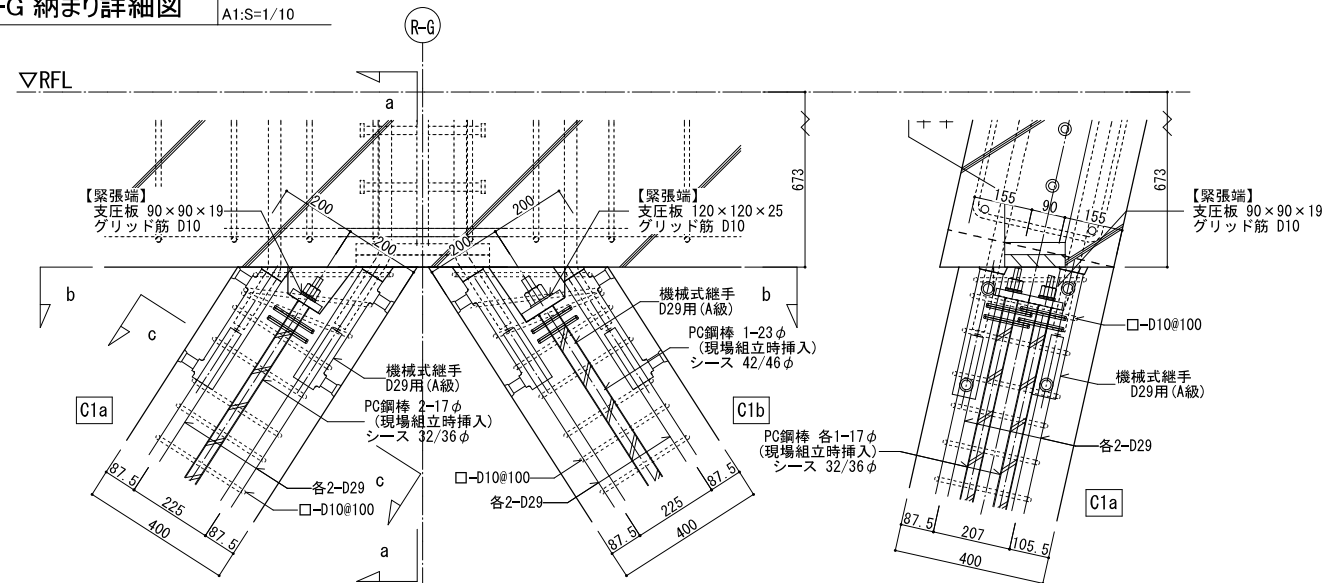 -G 納まり詳細図
A1:S=1/10
R-G
▽RFL
a
673
【緊張端】
支圧板 90×90×19
グリッド筋 D10
200
200
200
200
【緊張端】
支圧板 120×120×25
グリッド筋 D10
b
b
c
機械式継手
D29用(A級)
PC鋼棒 1-23φ
(現場組立時挿入)
シース 42/46φ
機械式継手
D29用(A級)
C1a
PC鋼棒 2-17φ
(現場組立時挿入)
シース 32/36φ
C1b
c
各2-D29
□-D10@100
□-D10@100
各2-D29
87.5
225
87.5
400
87.5
225
87.5
400
a
155
90
155
673
【緊張端】
支圧板 90×90×19
グリッド筋 D10
□-D10@100
機械式継手
D29用(A級)
PC鋼棒 各1-17φ
(現場組立時挿入)
シース 32/36φ
各2-D29
C1a
87.5
207
105.5
400